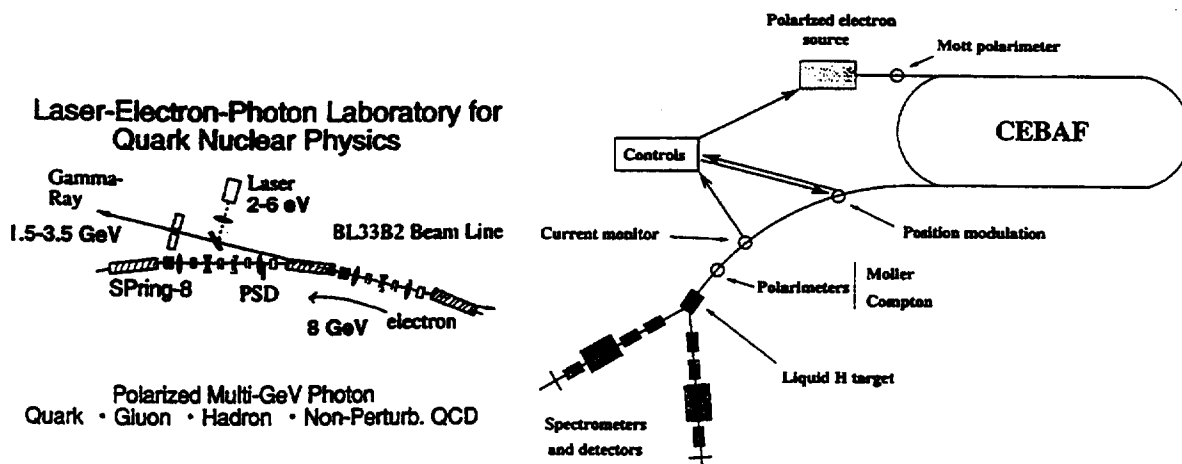 Laser-Electron-Photon Laboratory for
Quark Nuclear Physics
Gamma-
Ray
Laser
2-6 eV
1.5-3.5 GeV
BL33B2 Beam Line
SPring-8
PSD
8 GeV
electron
Polarized Multi-GeV Photon
Quark • Gluon • Hadron • Non-Perturb. QCD
Polarized electron
source
Mott polarimeter
CEBAF
Controls
Current monitor
Position modulation
Polarimeters
Moller
Compton
Liquid H target
Spectrometers
and detectors